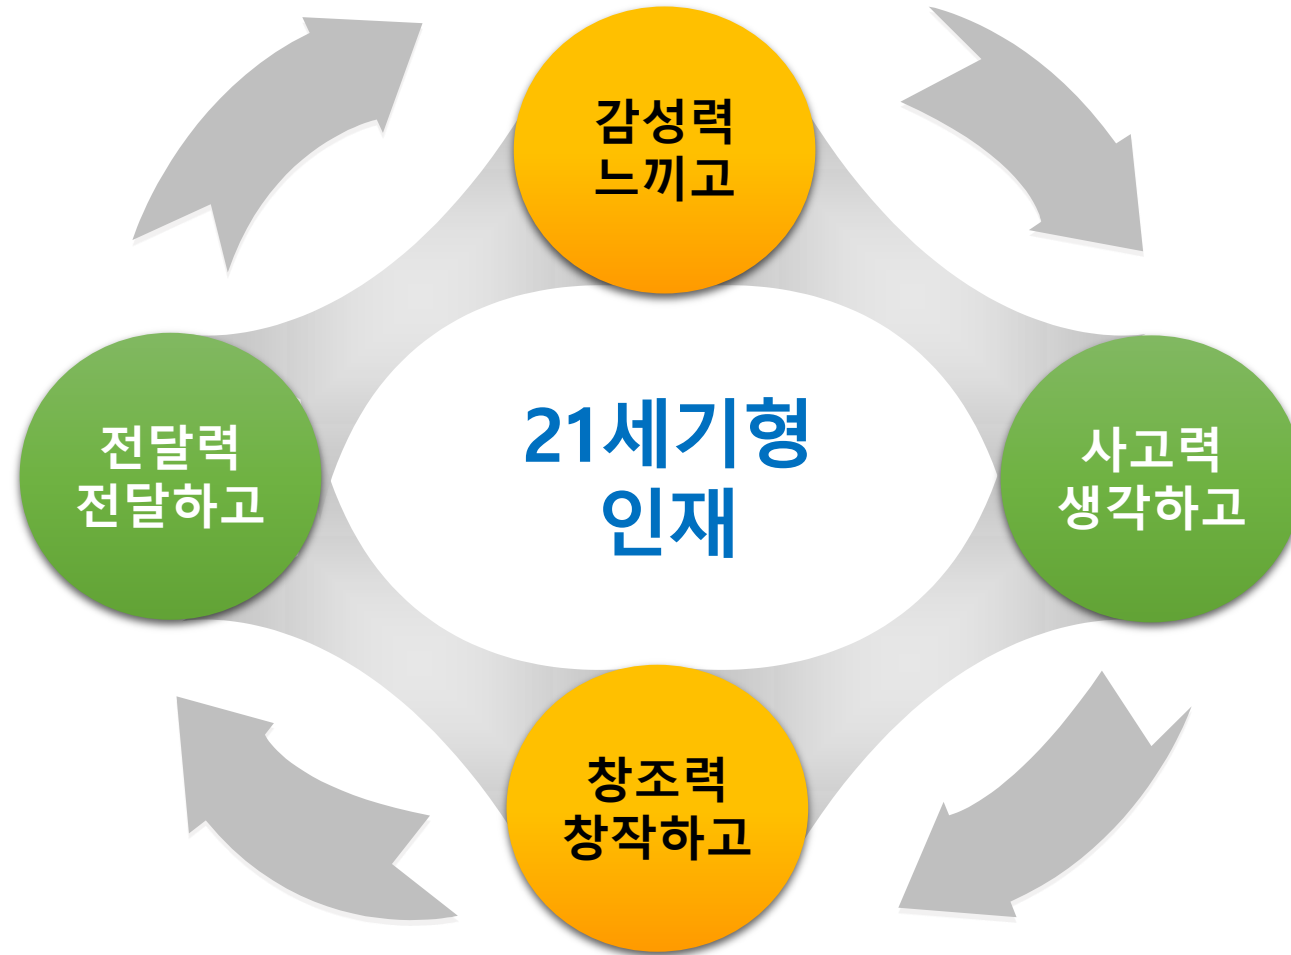 감성력
느끼고
전달력
전달하고
21세기형
인재
사고력
생각하고
창조력
창작하고